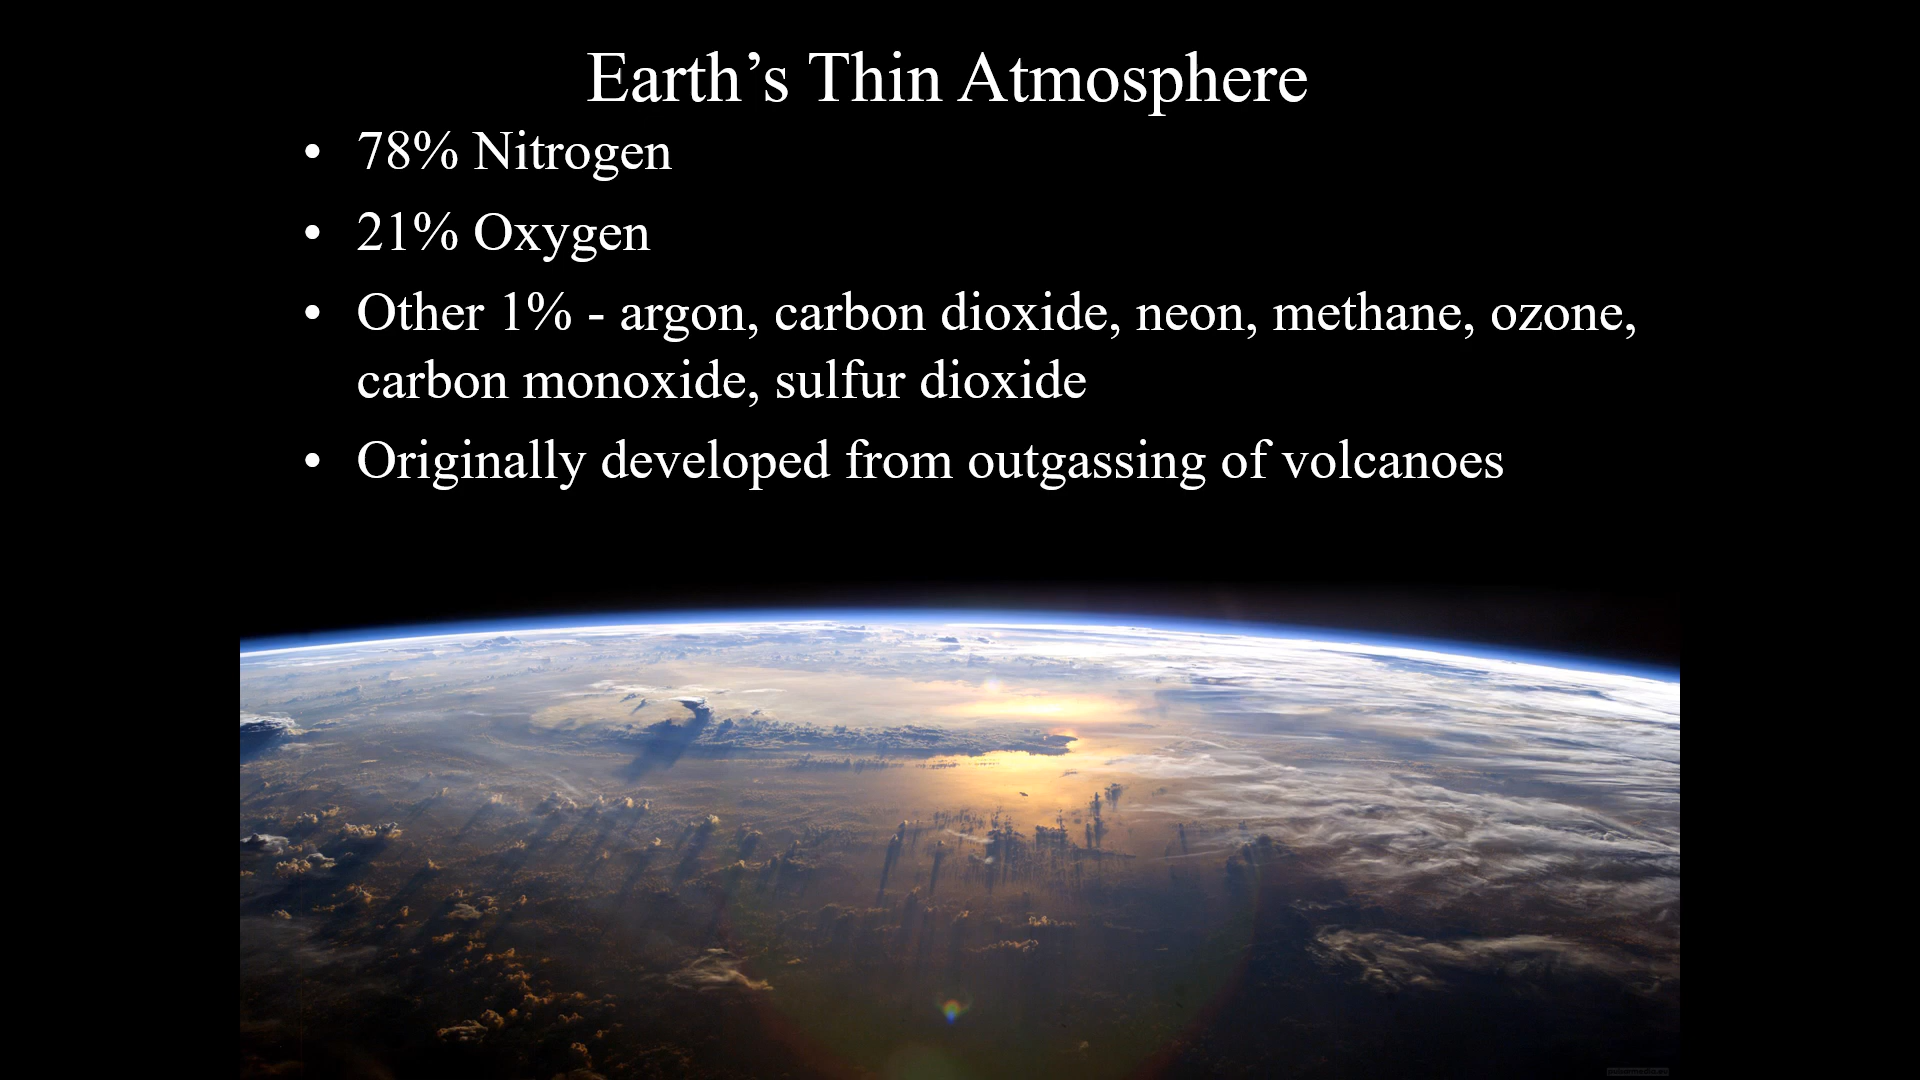 Earth’s Thin Atmosphere
• 78% Nitrogen
• 21% Oxygen
• Other 1% - argon, carbon dioxide, neon, methane, ozone,
carbon monoxide, sulfur dioxide
• Originally developed from outgassing of volcanoes